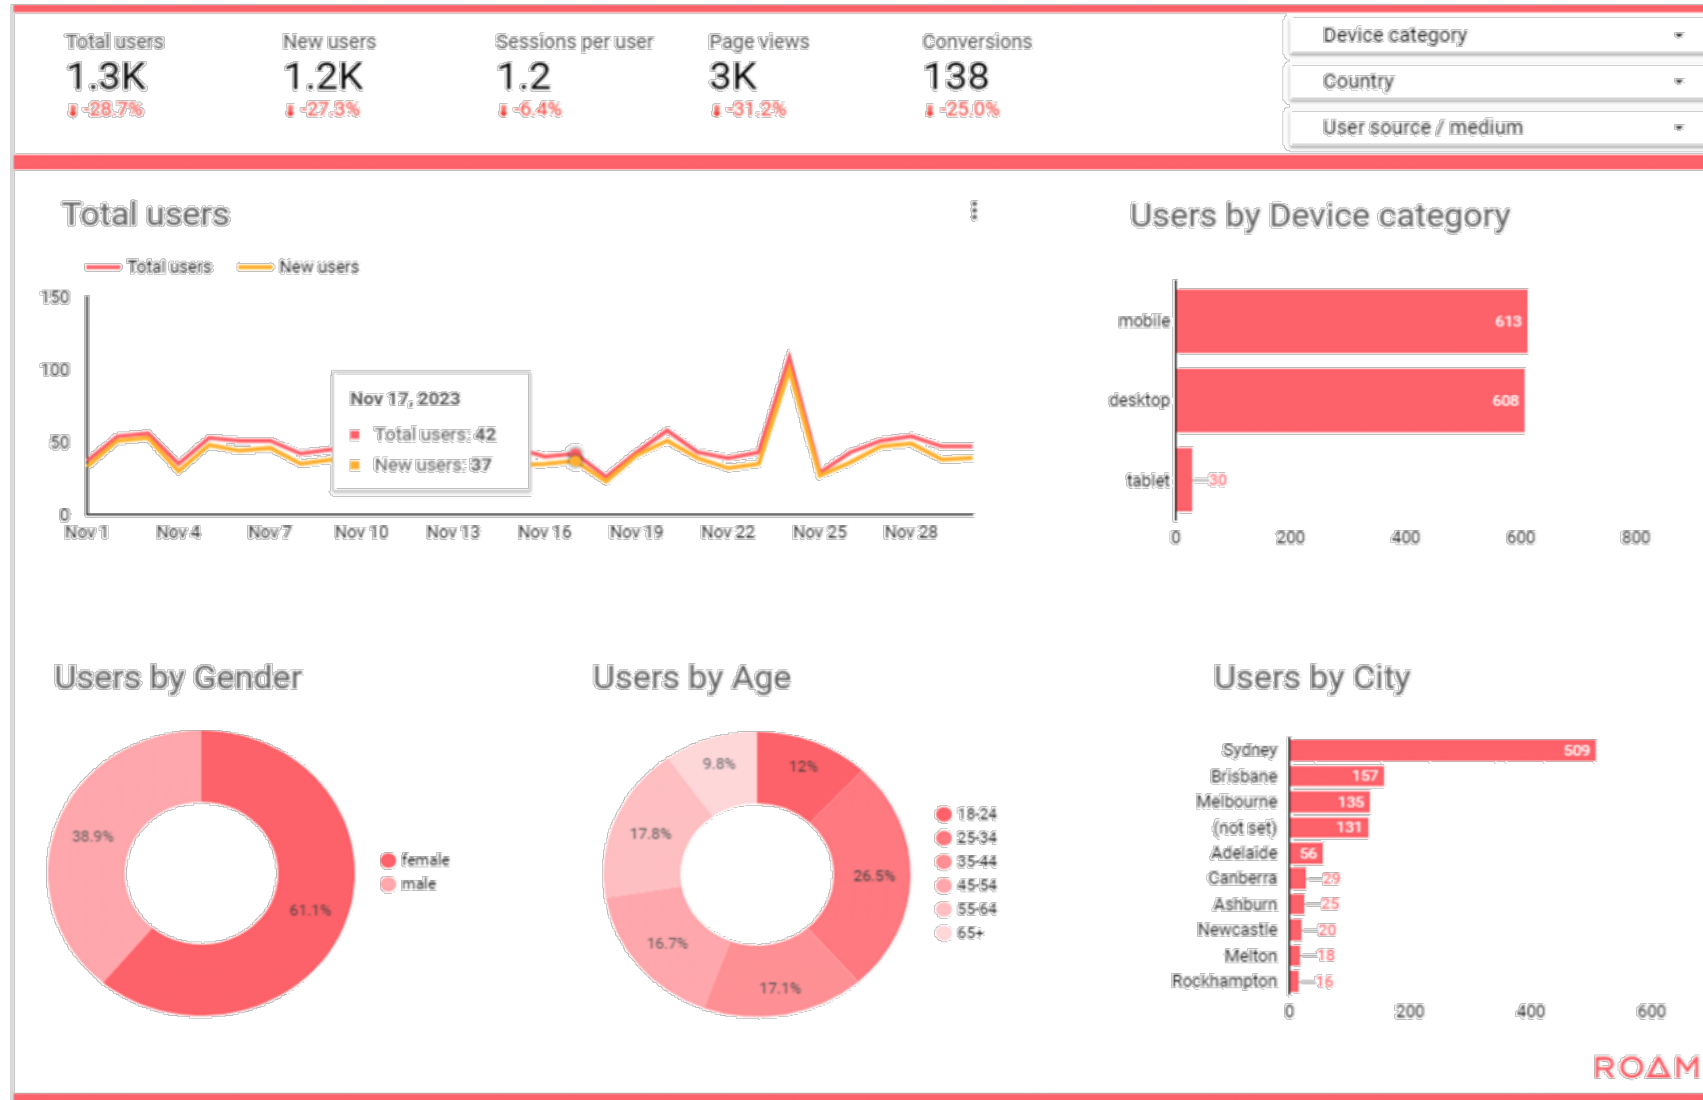 Total users
1.3K
-28.7%
New users
1.2K
-27.3%
Sessions per user
1.2
-6.4%
Page views
3K
-31.2%
Conversions
138
-25.0%
Device category
Country
User source / medium
Total users
Total users New users
150
100
50
0
Nov 17, 2023
Total users: 42
New users: 37
Nov 1 Nov 4 Nov 7 Nov 10 Nov 13 Nov 16 Nov 19 Nov 22 Nov 25 Nov 28
Users by Device category
mobile 613
desktop 608
tablet 30
0 200 400 600 800
Users by Gender
38.9%
61.1%
female
male
Users by Age
9.8% 12%
17.8%
26.5%
16.7%
17.1%
18-24
25-34
35-44
45-54
55-64
65+
Users by City
Sydney 509
Brisbane 157
Melbourne 135
(not set) 131
Adelaide 56
Canberra 29
Ashburn 25
Newcastle 20
Melton 18
Rockhampton 16
0 200 400 600
ROAM